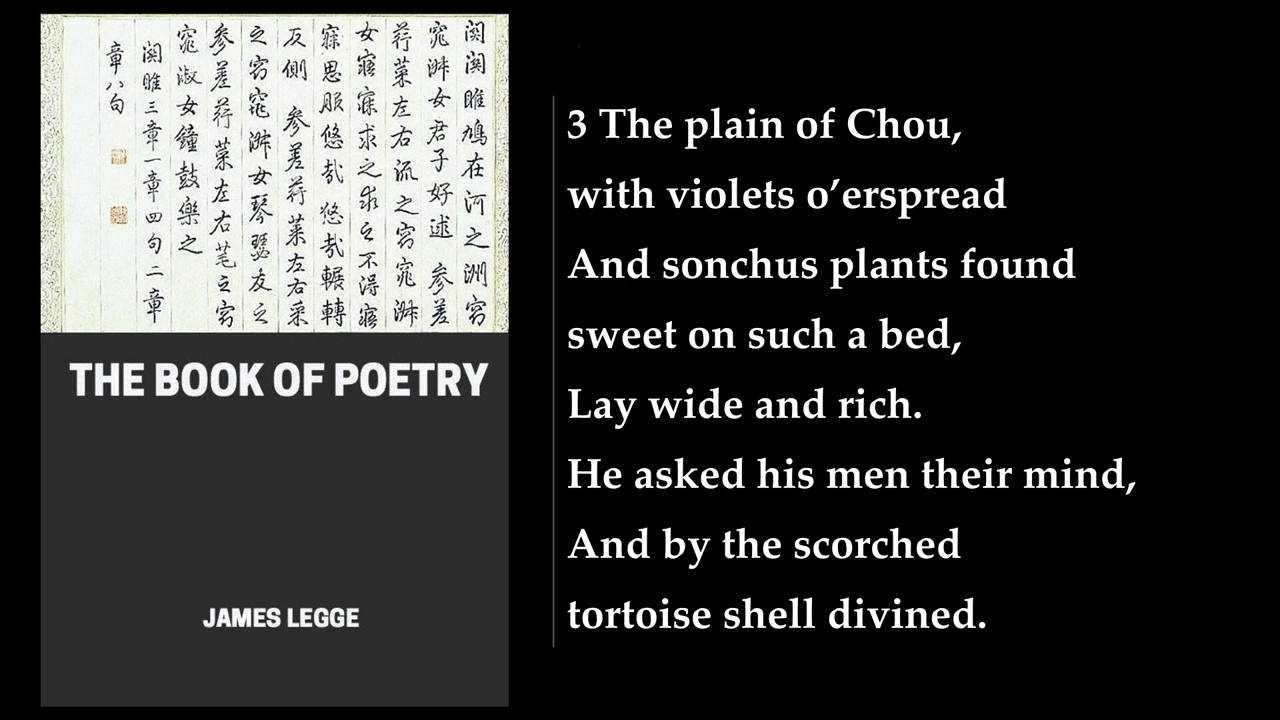 関関雎鳩在河之洲窈
窕淑女君子好逑 參差
荇菜左右流之窈窕淑
女寤寐求之求之不得寤
寐思服悠哉悠哉輾轉
反側 參差荇菜左右采
之窈窕淑女琴瑟友之
參差荇菜左右芼之窈
窕淑女鐘鼓樂之
関雎三章一章四句二章
章八句
THE BOOK OF POETRY
JAMES LEGGE
3 The plain of Chou,
with violets o’erspread
And sonchus plants found
sweet on such a bed,
Lay wide and rich.
He asked his men their mind,
And by the scorched
tortoise shell divined.